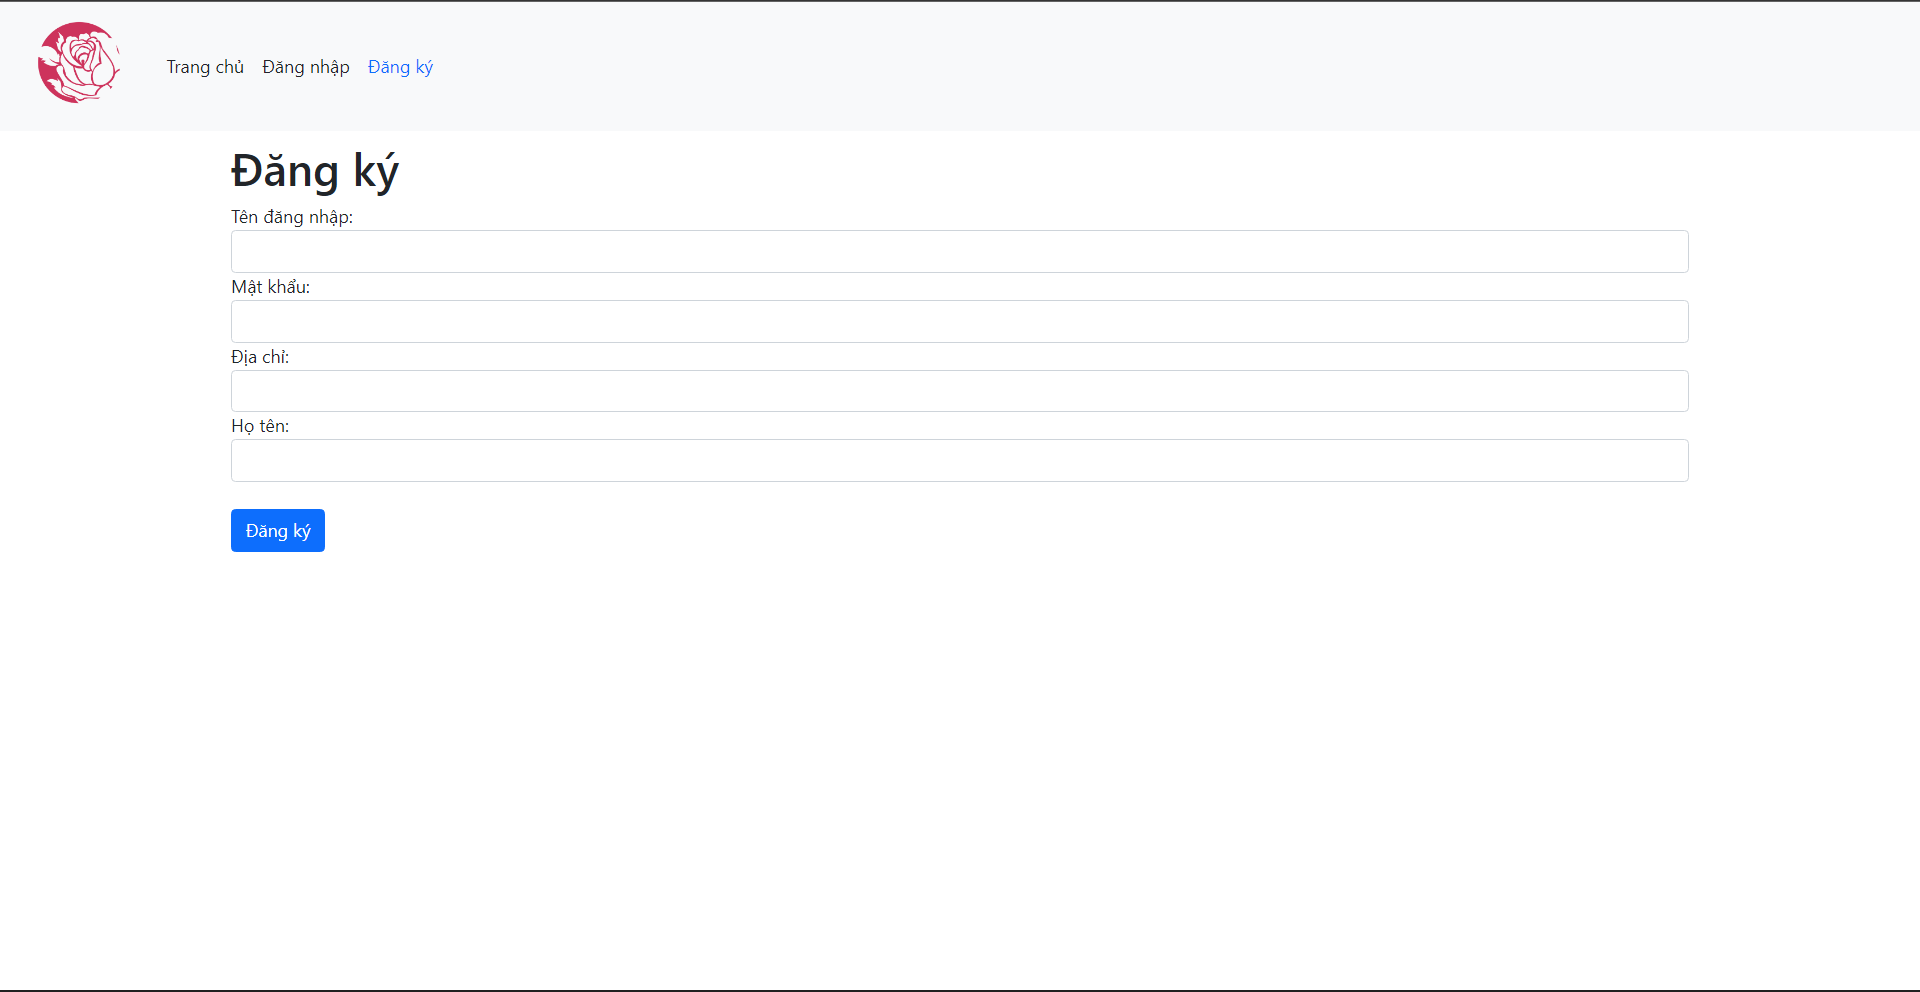 Trang chủ Đăng nhập Đăng ký
Đăng ký
Tên đăng nhập:
Mật khẩu:
Địa chỉ:
Họ tên:
Đăng ký